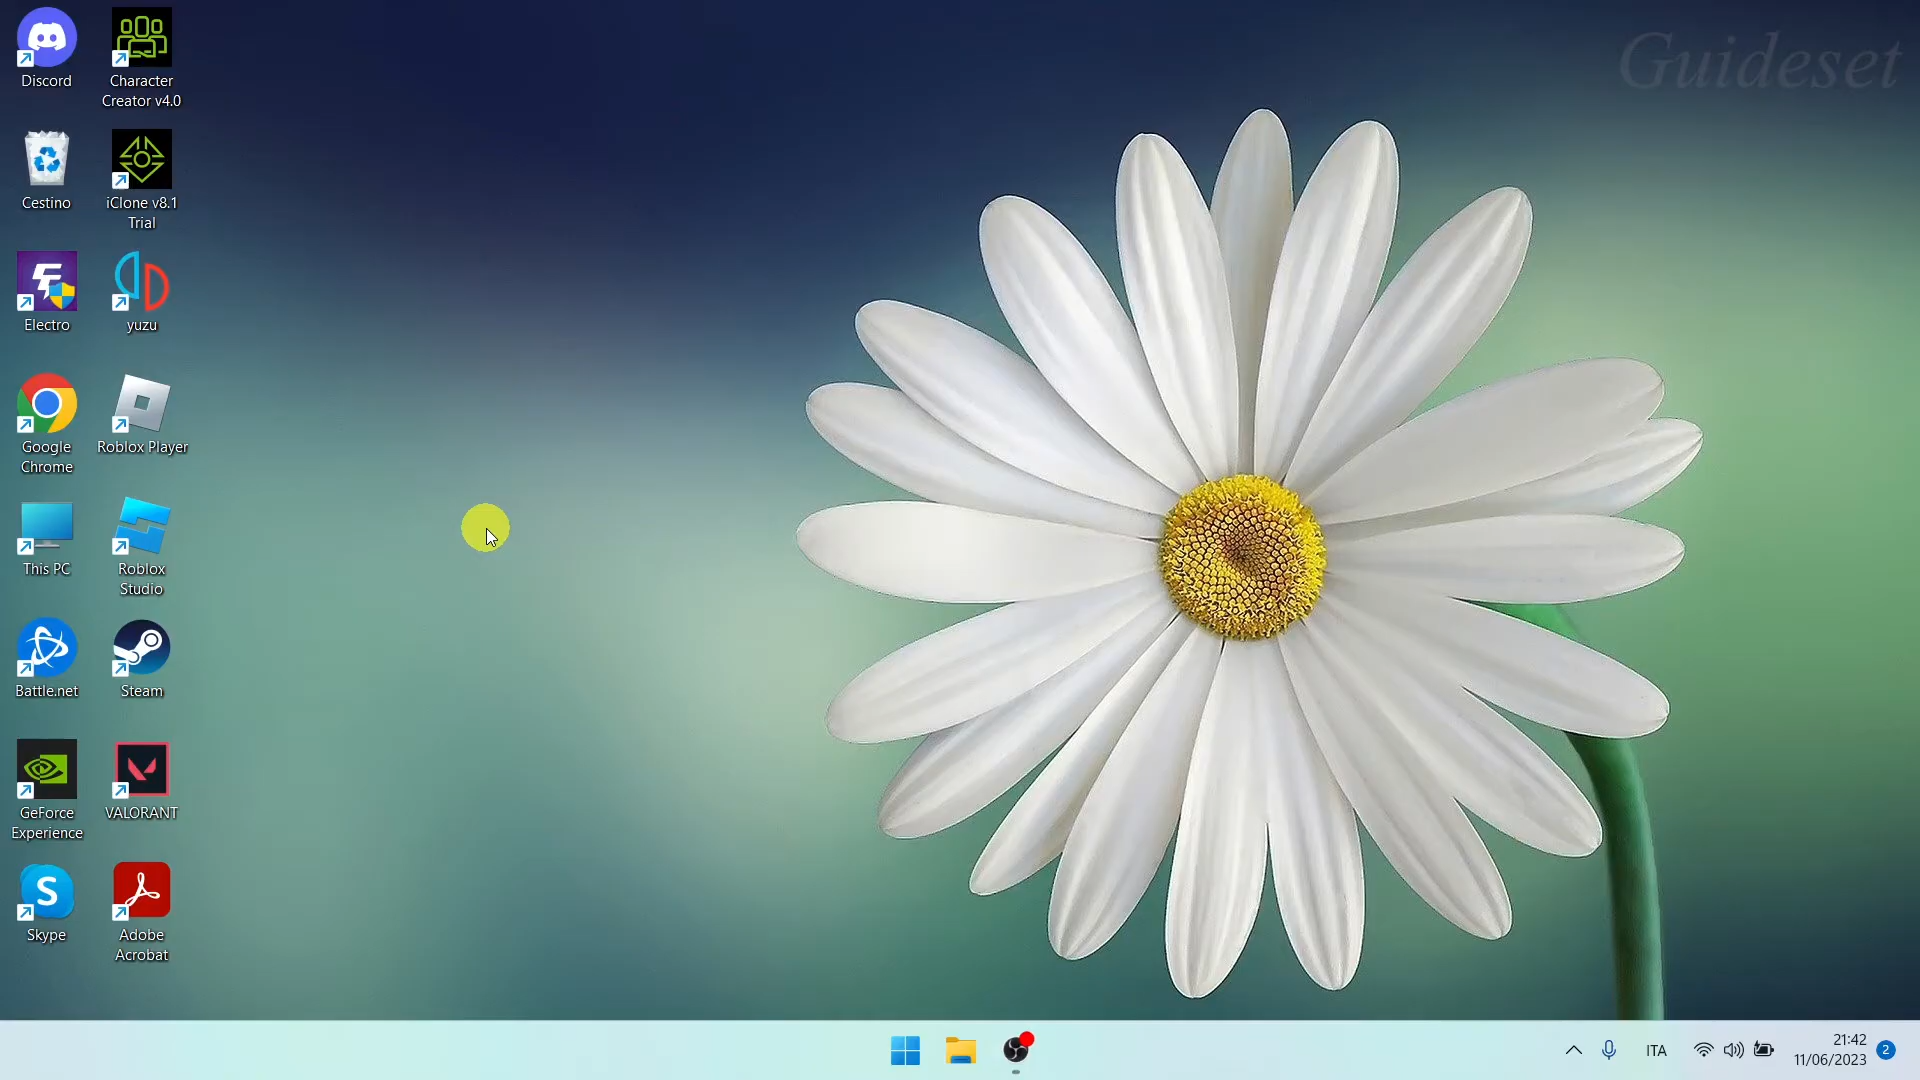 Guideset
Discord
Character
Creator v4.0
Cestino
iClone v8.1
Trial
Electro
yuzu
Google
Chrome
Roblox Player
This PC
Roblox
Studio
Battle.net
Steam
GeForce
Experience
VALORANT
S
Skype
Adobe
Acrobat
ITA
21:42
11/06/2023
2